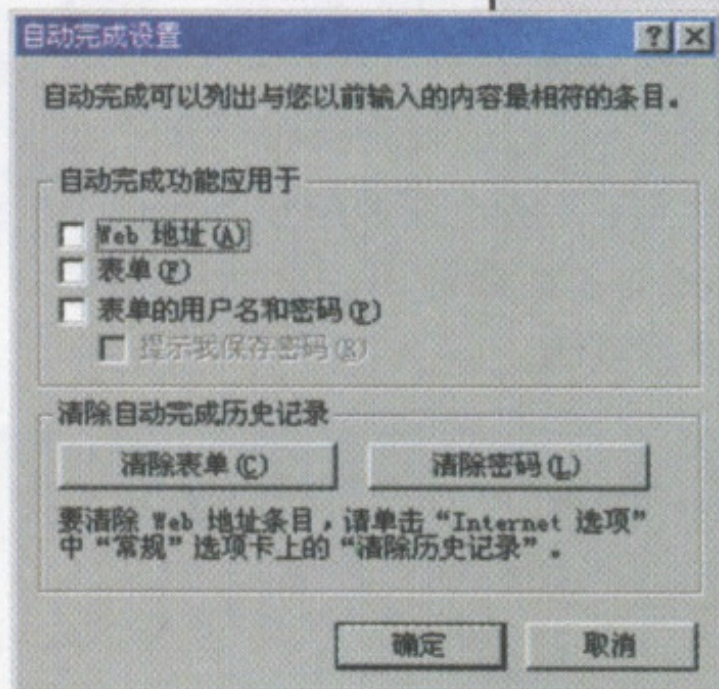 自动完成设置
自动完成可以列出与您以前输入的内容最相符的条目。
自动完成功能应用于
Web 地址(A)
表单(F)
表单的用户名和密码(P)
提示我保存密码(R)
清除自动完成历史记录
清除表单(C)
清除密码(L)
要清除 Web 地址条目，请单击“Internet 选项”
中“常规”选项卡上的“清除历史记录”。
确定
取消